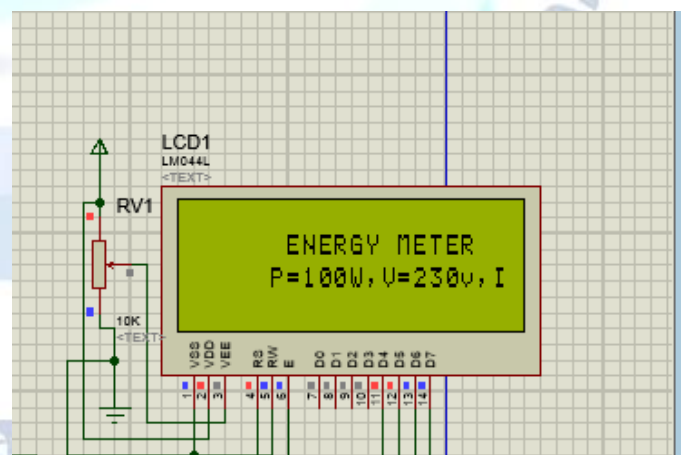 LCD1
LM044L
<TEXT>
RV1
ENERGY METER
P=100W,V=230v,I
10K
<TEXT>
VSS VDD VEE RS RW E D0 D1 D2 D3 D4 D5 D6 D7
1 2 3 4 5 6 7 8 9 10 11 12 13 14